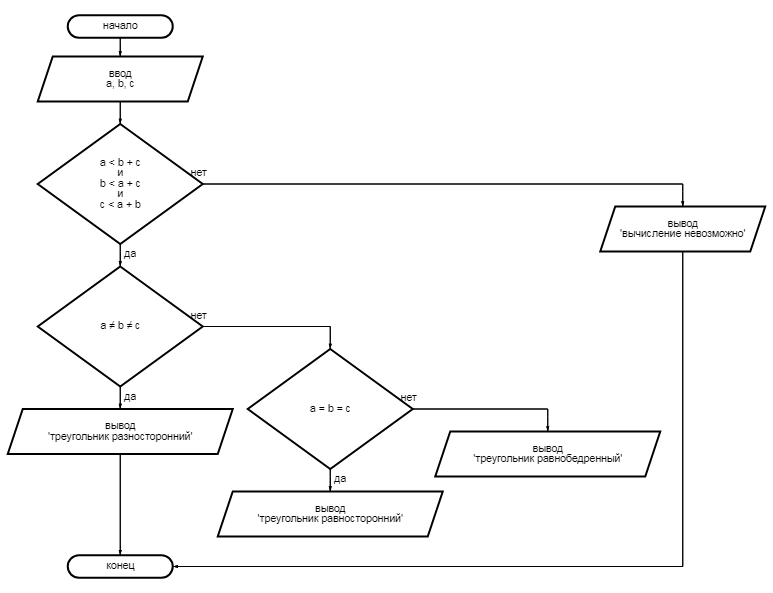 начало
ввод
a, b, c
a < b + c
и
b < a + c
и
c < a + b
нет
вывод
'вычисление невозможно'
да
a ≠ b ≠ c
нет
да
вывод
'треугольник разносторонний'
a = b = c
нет
вывод
'треугольник равнобедренный'
да
вывод
'треугольник равносторонний'
конец